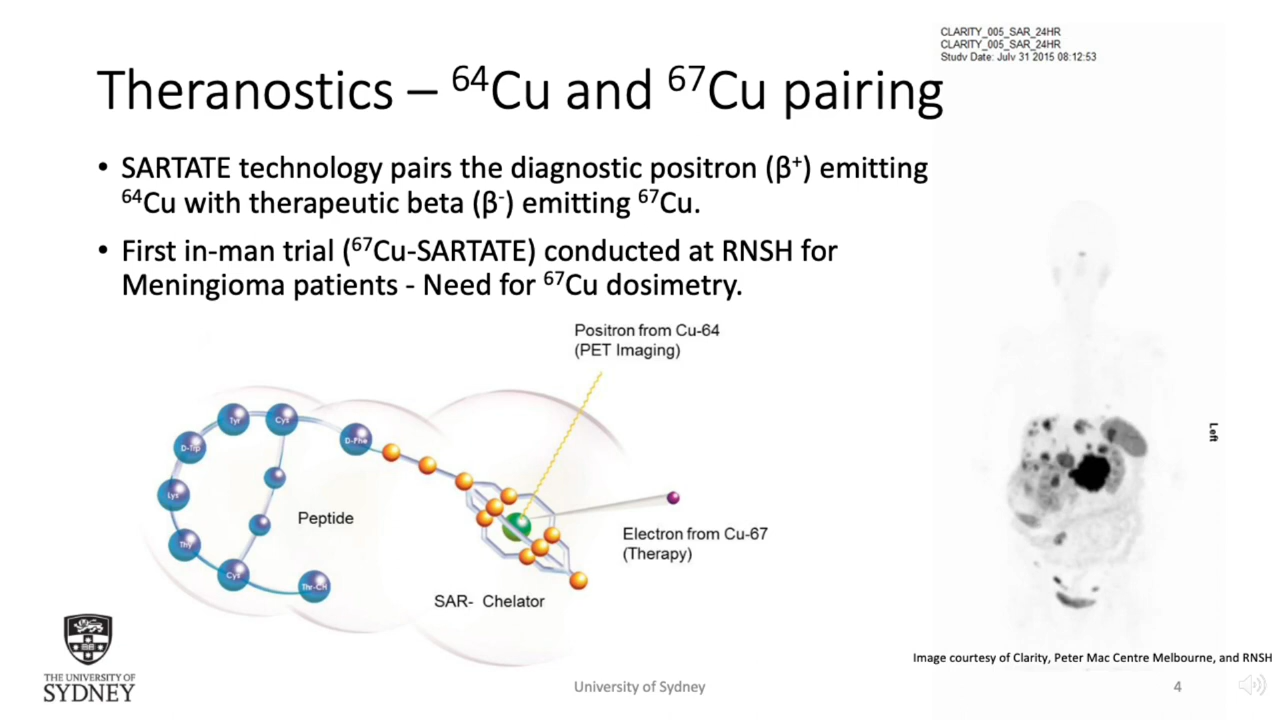 CLARITY_005_SAR_24HR
CLARITY_005_SAR_24HR
Study Date: July 31 2015 08:12:53
Theranostics – ⁶⁴Cu and ⁶⁷Cu pairing
• SARTATE technology pairs the diagnostic positron (β⁺) emitting
⁶⁴Cu with therapeutic beta (β⁻) emitting ⁶⁷Cu.
• First in-man trial (⁶⁷Cu-SARTATE) conducted at RNSH for
Meningioma patients - Need for ⁶⁷Cu dosimetry.
Positron from Cu-64
(PET Imaging)
Tyr
Cys
D-Phe
D-Trp
Lys
Peptide
Thy
Cys
Thr-CH
Electron from Cu-67
(Therapy)
SAR- Chelator
Left
Image courtesy of Clarity, Peter Mac Centre Melbourne, and RNSH
THE UNIVERSITY OF
SYDNEY
University of Sydney
4